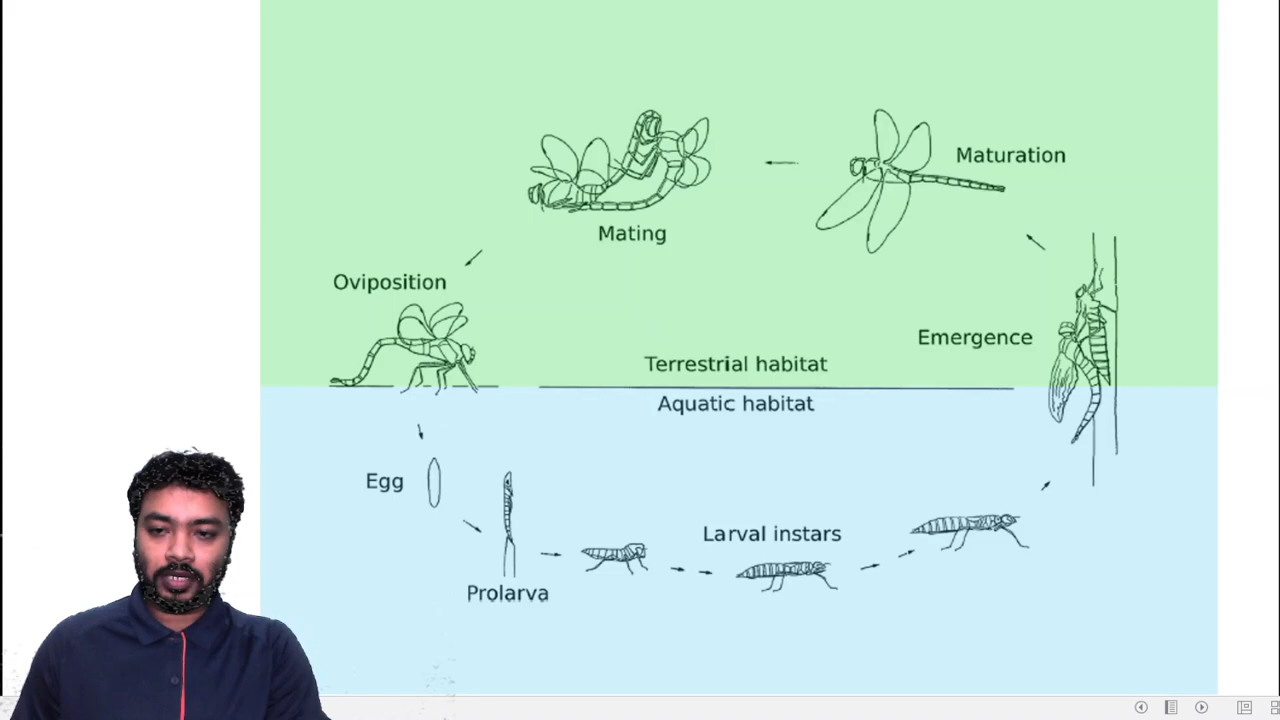 Maturation
Mating
Oviposition
Emergence
Terrestrial habitat
Aquatic habitat
Egg
Larval instars
Prolarva